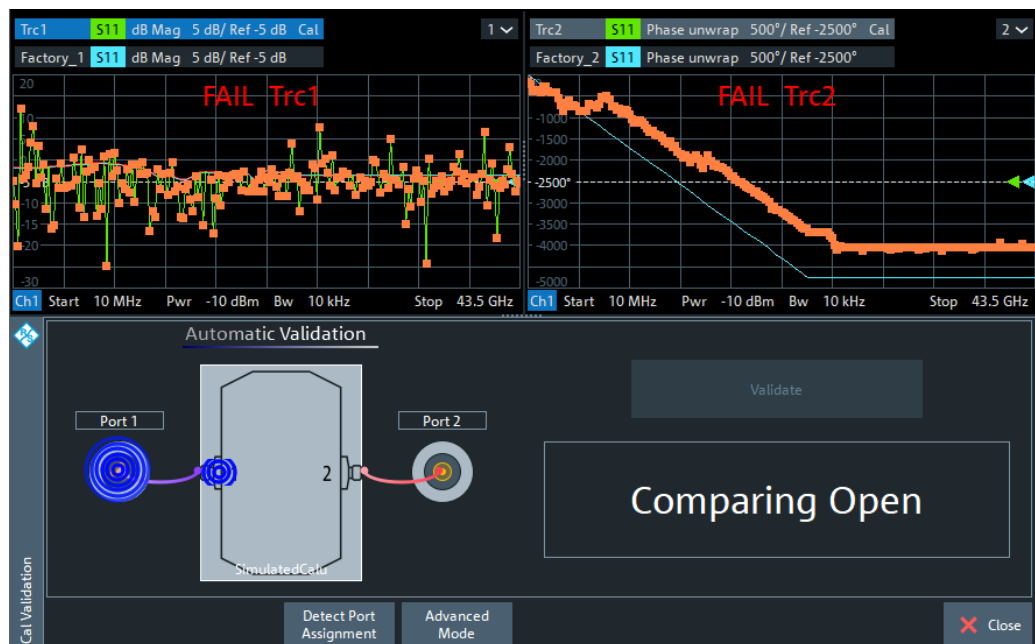 Trc1 S11 dB Mag 5 dB/ Ref -5 dB Cal 1
Factory_1 S11 dB Mag 5 dB/ Ref -5 dB
20
FAIL Trc1
-10
-15
-20
-30
Ch1 Start 10 MHz Pwr -10 dBm Bw 10 kHz Stop 43.5 GHz
Trc2 S11 Phase unwrap 500°/ Ref -2500° Cal 2
Factory_2 S11 Phase unwrap 500°/ Ref -2500°
FAIL Trc2
-1000
-1500
-2000
-2500°
-3000
-3500
-4000
-5000
Ch1 Start 10 MHz Pwr -10 dBm Bw 10 kHz Stop 43.5 GHz
Cal Validation
Automatic Validation
Port 1
Port 2
2
SimulatedCalu
Validate
Comparing Open
Detect Port
Assignment
Advanced
Mode
Close